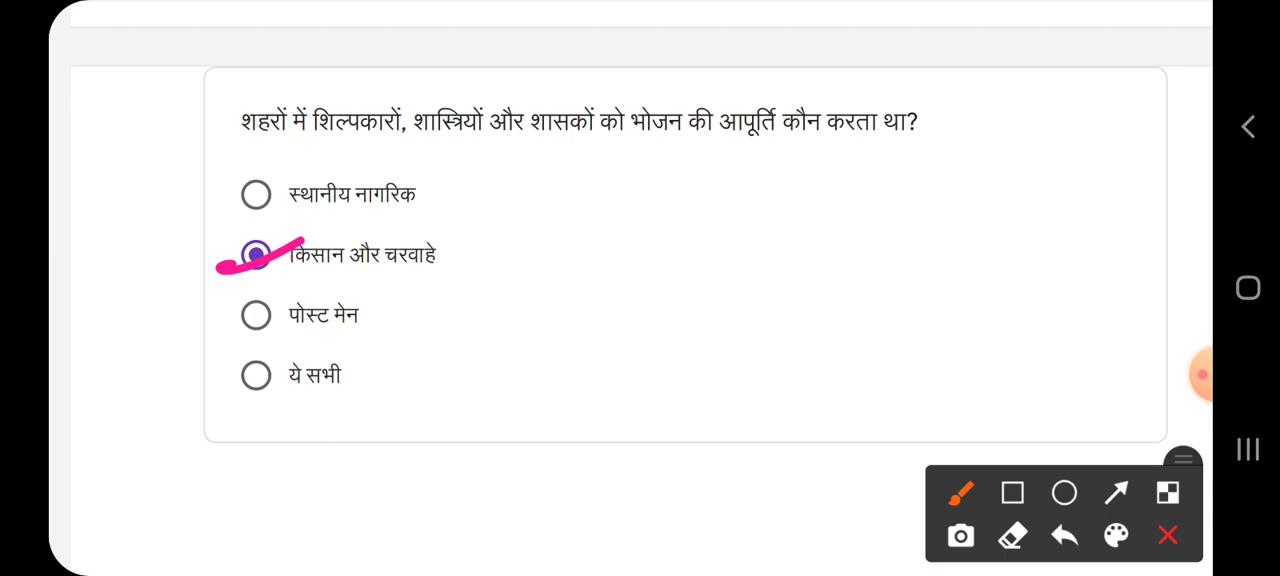 शहरों में शिल्पकारों, शास्त्रियों और शासकों को भोजन की आपूर्ति कौन करता था?
स्थानीय नागरिक
किसान और चरवाहे
पोस्ट मेन
ये सभी